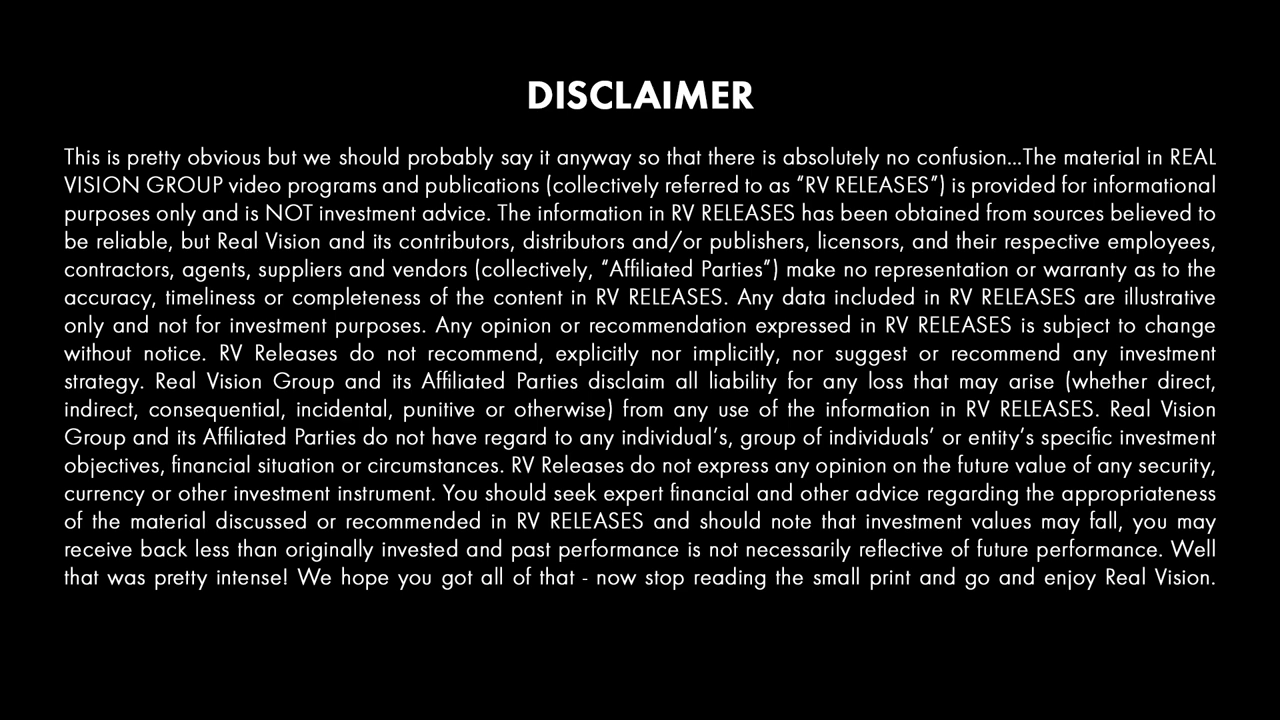 DISCLAIMER
This is pretty obvious but we should probably say it anyway so that there is absolutely no confusion...The material in REAL
VISION GROUP video programs and publications (collectively referred to as “RV RELEASES”) is provided for informational
purposes only and is NOT investment advice. The information in RV RELEASES has been obtained from sources believed to
be reliable, but Real Vision and its contributors, distributors and/or publishers, licensors, and their respective employees,
contractors, agents, suppliers and vendors (collectively, “Affiliated Parties”) make no representation or warranty as to the
accuracy, timeliness or completeness of the content in RV RELEASES. Any data included in RV RELEASES are illustrative
only and not for investment purposes. Any opinion or recommendation expressed in RV RELEASES is subject to change
without notice. RV Releases do not recommend, explicitly nor implicitly, nor suggest or recommend any investment
strategy. Real Vision Group and its Affiliated Parties disclaim all liability for any loss that may arise (whether direct,
indirect, consequential, incidental, punitive or otherwise) from any use of the information in RV RELEASES. Real Vision
Group and its Affiliated Parties do not have regard to any individual’s, group of individuals’ or entity’s specific investment
objectives, financial situation or circumstances. RV Releases do not express any opinion on the future value of any security,
currency or other investment instrument. You should seek expert financial and other advice regarding the appropriateness
of the material discussed or recommended in RV RELEASES and should note that investment values may fall, you may
receive back less than originally invested and past performance is not necessarily reflective of future performance. Well
that was pretty intense! We hope you got all of that - now stop reading the small print and go and enjoy Real Vision.